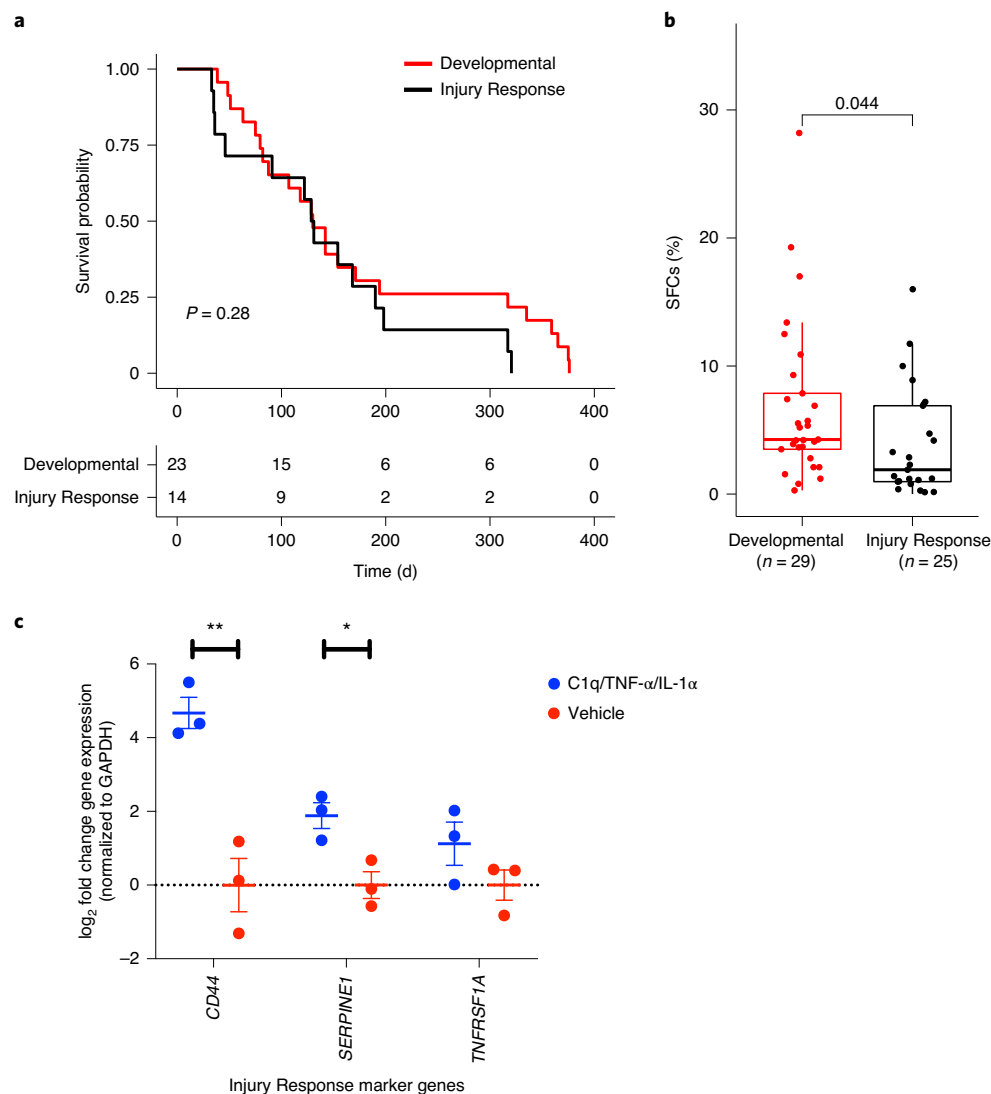 a
1.00
0.75
0.50
0.25
0
Survival probability
Developmental
Injury Response
P = 0.28
0 100 200 300 400
Developmental 23 15 6 6 0
Injury Response 14 9 2 2 0
0 100 200 300 400
Time (d)
b
30
20
10
0
SFCs (%)
0.044
Developmental
(n = 29)
Injury Response
(n = 25)
c
** *
6
4
2
0
–2
log2 fold change gene expression
(normalized to GAPDH)
C1q/TNF-α/IL-1α
Vehicle
CD44
SERPINE1
TNFRSF1A
Injury Response marker genes